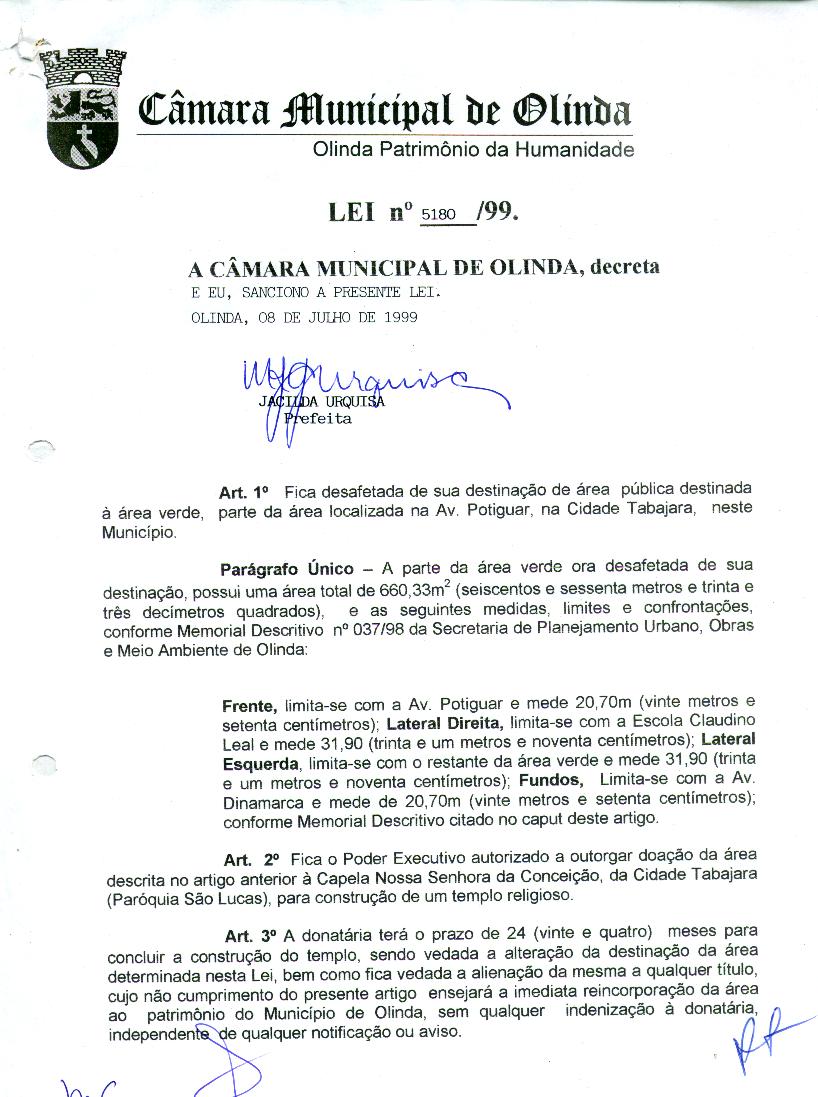 Câmara Municipal de Olinda
Olinda Patrimônio da Humanidade
LEI nº 5180 /99.
A CÂMARA MUNICIPAL DE OLINDA, decreta
E EU, SANCIONO A PRESENTE LEI.
OLINDA, 08 DE JULHO DE 1999
JACILDA URQUISA
Prefeita
Art. 1º Fica desafetada de sua destinação de área pública destinada
à área verde, parte da área localizada na Av. Potiguar, na Cidade Tabajara, neste
Município.
Parágrafo Único – A parte da área verde ora desafetada de sua
destinação, possui uma área total de 660,33m² (seiscentos e sessenta metros e trinta e
três decímetros quadrados), e as seguintes medidas, limites e confrontações,
conforme Memorial Descritivo nº 037/98 da Secretaria de Planejamento Urbano, Obras
e Meio Ambiente de Olinda:
Frente, limita-se com a Av. Potiguar e mede 20,70m (vinte metros e
setenta centímetros); Lateral Direita, limita-se com a Escola Claudino
Leal e mede 31,90 (trinta e um metros e noventa centímetros); Lateral
Esquerda, limita-se com o restante da área verde e mede 31,90 (trinta
e um metros e noventa centímetros); Fundos, Limita-se com a Av.
Dinamarca e mede de 20,70m (vinte metros e setenta centímetros);
conforme Memorial Descritivo citado no caput deste artigo.
Art. 2º Fica o Poder Executivo autorizado a outorgar doação da área
descrita no artigo anterior à Capela Nossa Senhora da Conceição, da Cidade Tabajara
(Paróquia São Lucas), para construção de um templo religioso.
Art. 3º A donatária terá o prazo de 24 (vinte e quatro) meses para
concluir a construção do templo, sendo vedada a alteração da destinação da área
determinada nesta Lei, bem como fica vedada a alienação da mesma a qualquer título,
cujo não cumprimento do presente artigo ensejará a imediata reincorporação da área
ao patrimônio do Município de Olinda, sem qualquer indenização à donatária,
independente de qualquer notificação ou aviso.